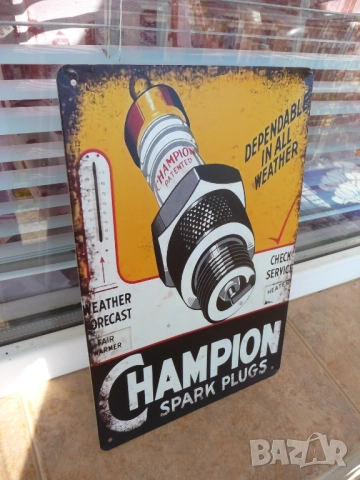 DEPENDABLE
IN ALL
WEATHER
CHAMPION
PATENTED
CHECK
SERVICE
WEATHER
FORECAST
FAIR
WARMER
CHAMPION
SPARK PLUGS
BAZAR